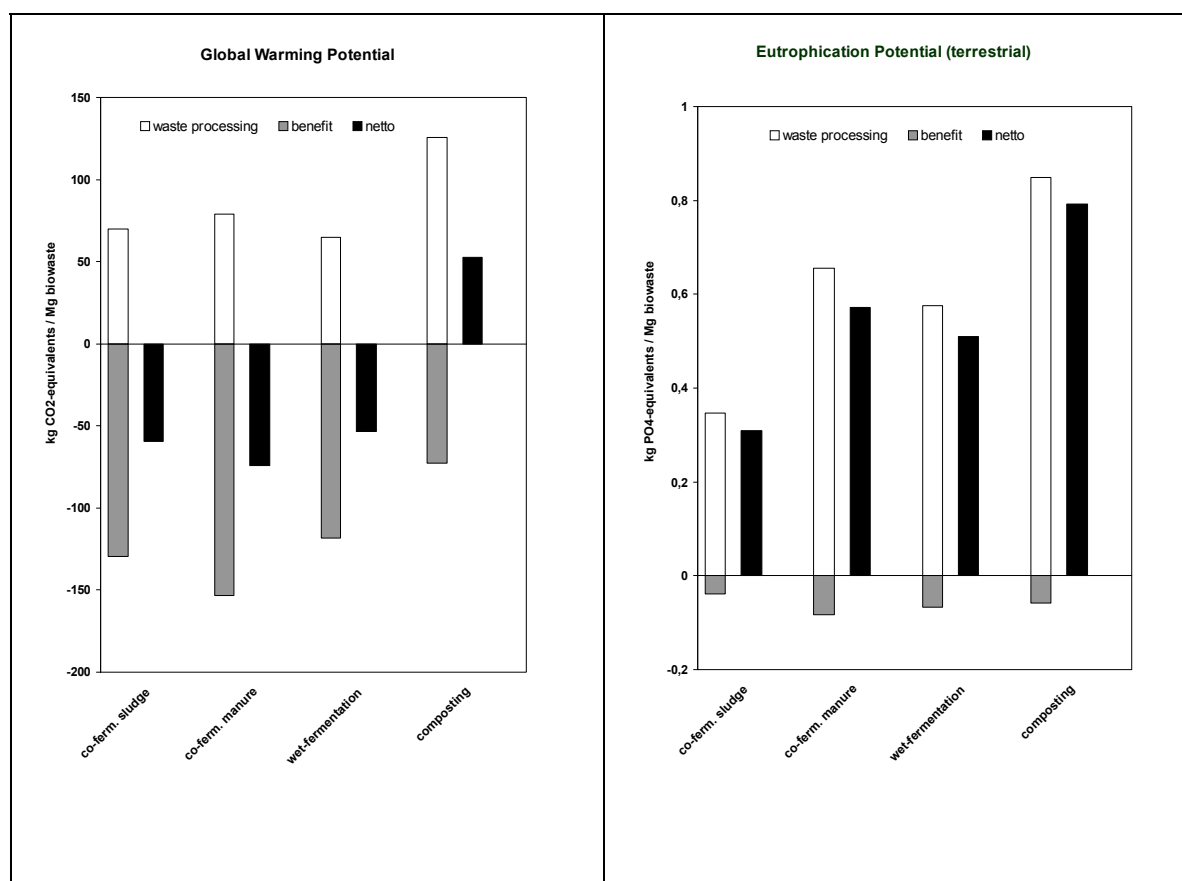 Global Warming Potential
kg CO2-equivalents / Mg biowaste
150
100
50
0
-50
-100
-150
-200
waste processing benefit netto
co-ferm. sludge
co-ferm. manure
wet-fermentation
composting
Eutrophication Potential (terrestrial)
kg PO4-equivalents / Mg biowaste
1
0,8
0,6
0,4
0,2
0
-0,2
waste processing benefit netto
co-ferm. sludge
co-ferm. manure
wet-fermentation
composting